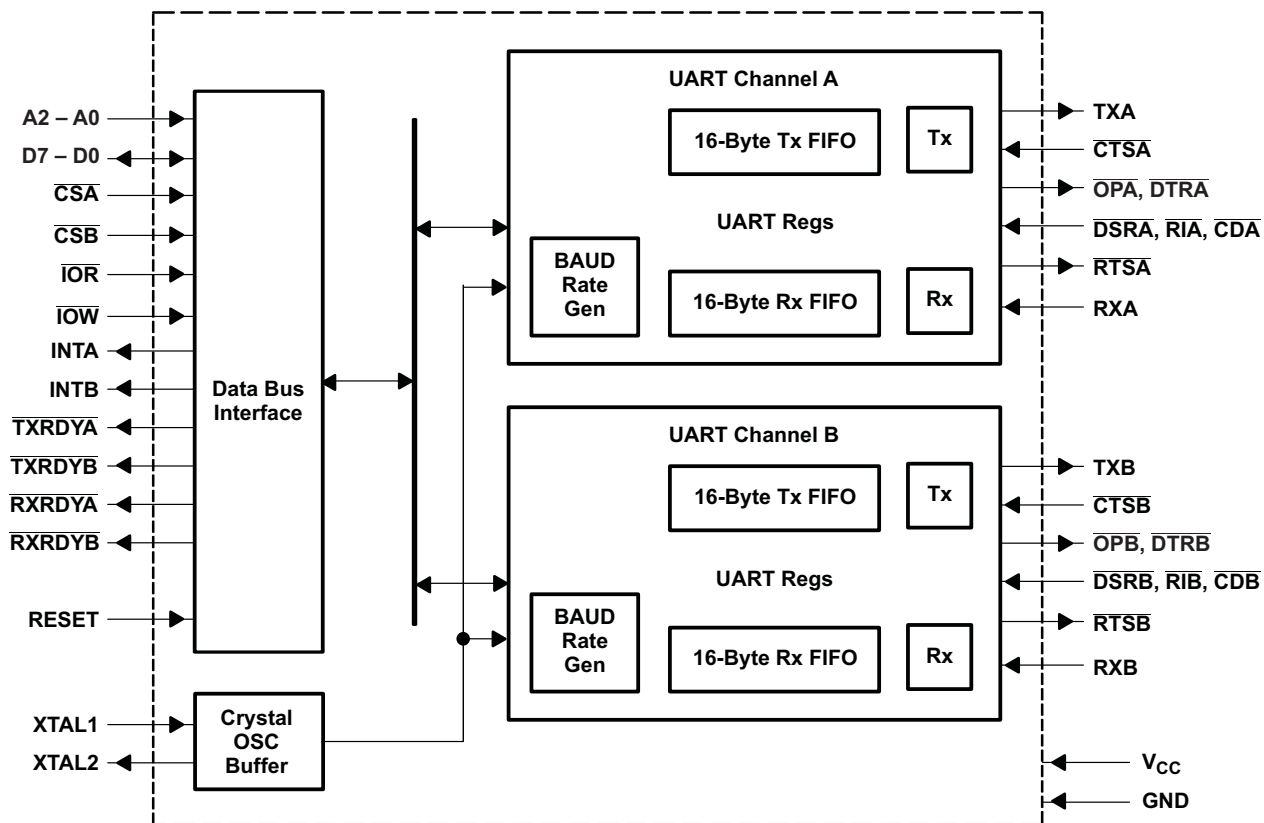 A2 – A0
D7 – D0
CSA
CSB
IOR
IOW
INTA
INTB
TXRDYA
TXRDYB
RXRDYA
RXRDYB
RESET
XTAL1
XTAL2
Data Bus
Interface
Crystal
OSC
Buffer
UART Channel A
16-Byte Tx FIFO
Tx
UART Regs
BAUD
Rate
Gen
16-Byte Rx FIFO
Rx
TXA
CTSA
OPA, DTRA
DSRA, RIA, CDA
RTSA
RXA
UART Channel B
16-Byte Tx FIFO
Tx
UART Regs
BAUD
Rate
Gen
16-Byte Rx FIFO
Rx
TXB
CTSB
OPB, DTRB
DSRB, RIB, CDB
RTSB
RXB
VCC
GND